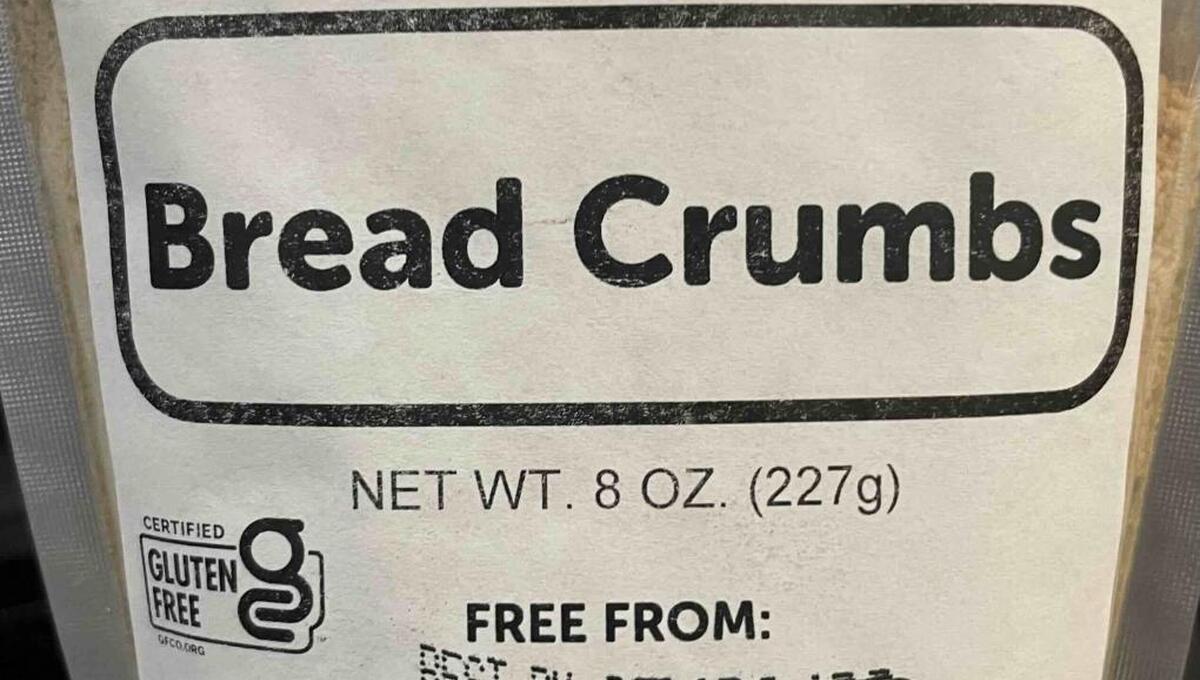 Bread Crumbs
NET WT. 8 OZ. (227g)
CERTIFIED
GLUTEN
FREE
GFCO.ORG
FREE FROM: